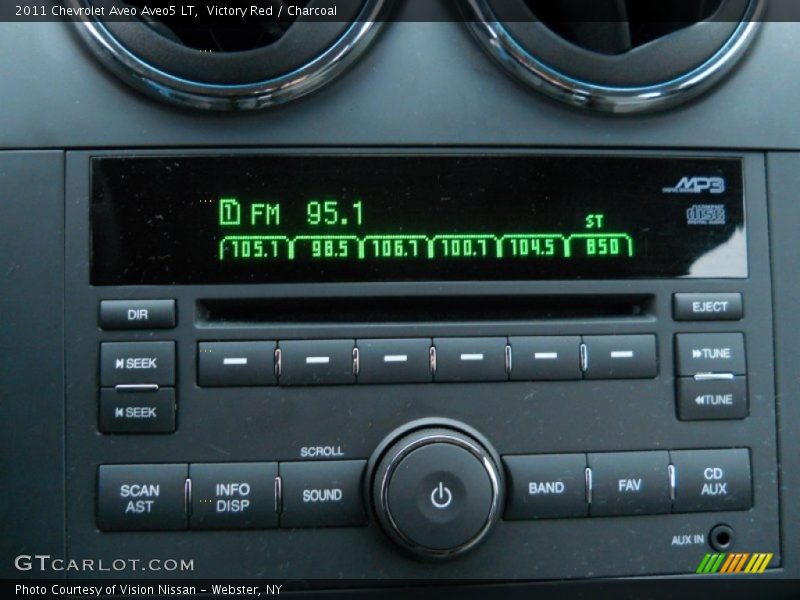 2011 Chevrolet Aveo Aveo5 LT, Victory Red / Charcoal
MP3
1 FM 95.1
ST
disc
105.1 98.5 106.7 100.7 104.5 850
DIR
EJECT
SEEK
TUNE
SEEK
TUNE
SCROLL
SCAN AST
INFO DISP
SOUND
BAND
FAV
CD AUX
AUX IN
GTCARLOT.COM
Photo Courtesy of Vision Nissan - Webster, NY